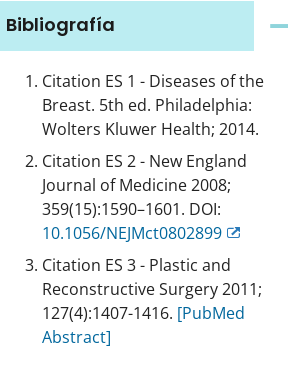 Bibliografía
1. Citation ES 1 - Diseases of the
Breast. 5th ed. Philadelphia:
Wolters Kluwer Health; 2014.
2. Citation ES 2 - New England
Journal of Medicine 2008;
359(15):1590–1601. DOI:
10.1056/NEJMct0802899
3. Citation ES 3 - Plastic and
Reconstructive Surgery 2011;
127(4):1407-1416. [PubMed
Abstract]